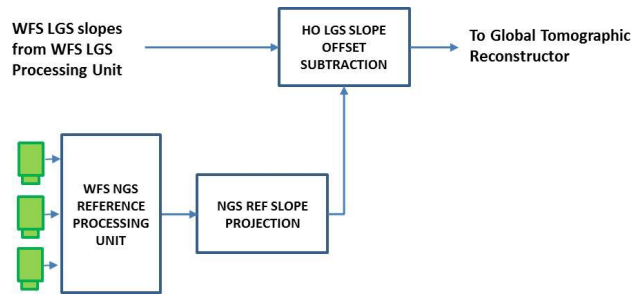 WFS LGS slopes
from WFS LGS
Processing Unit
HO LGS SLOPE
OFFSET
SUBTRACTION
To Global Tomographic
Reconstructor
WFS NGS
REFERENCE
PROCESSING
UNIT
NGS REF SLOPE
PROJECTION